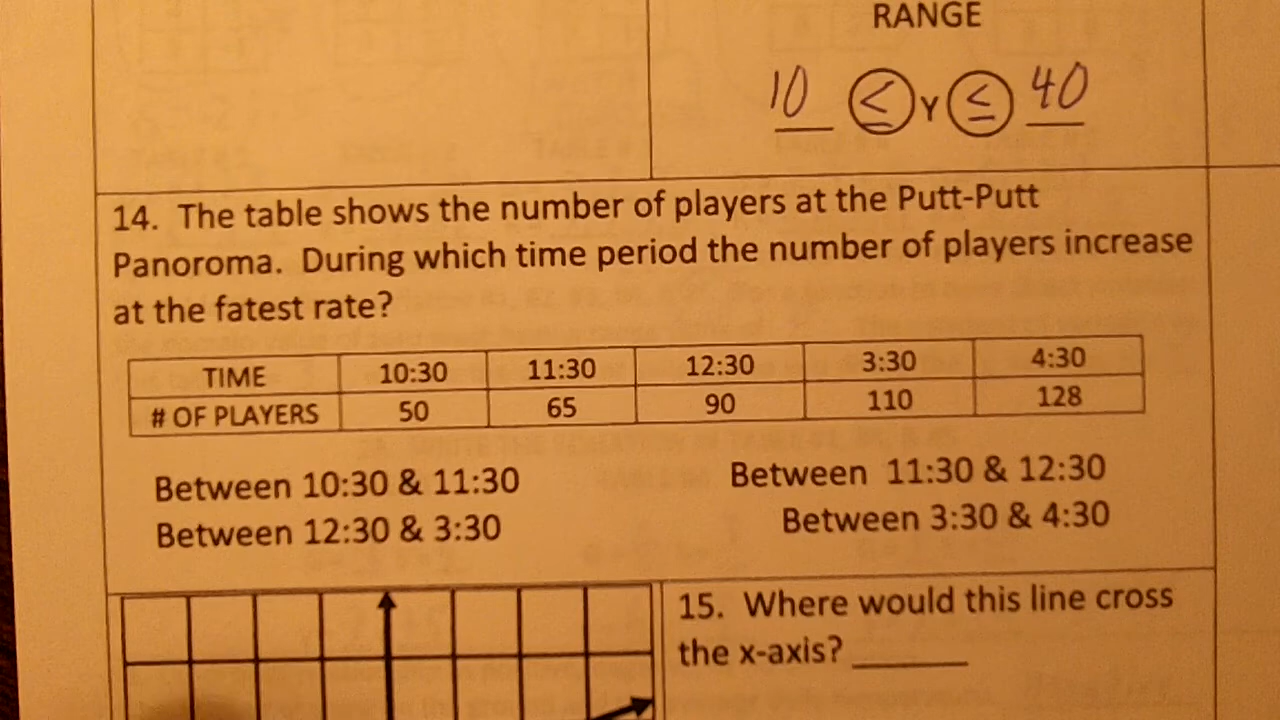 RANGE
10 ≤ Y ≤ 40
14. The table shows the number of players at the Putt-Putt
Panoroma. During which time period the number of players increase
at the fatest rate?
TIME 10:30 11:30 12:30 3:30 4:30
# OF PLAYERS 50 65 90 110 128
Between 10:30 & 11:30 Between 11:30 & 12:30
Between 12:30 & 3:30 Between 3:30 & 4:30
15. Where would this line cross
the x-axis? ________